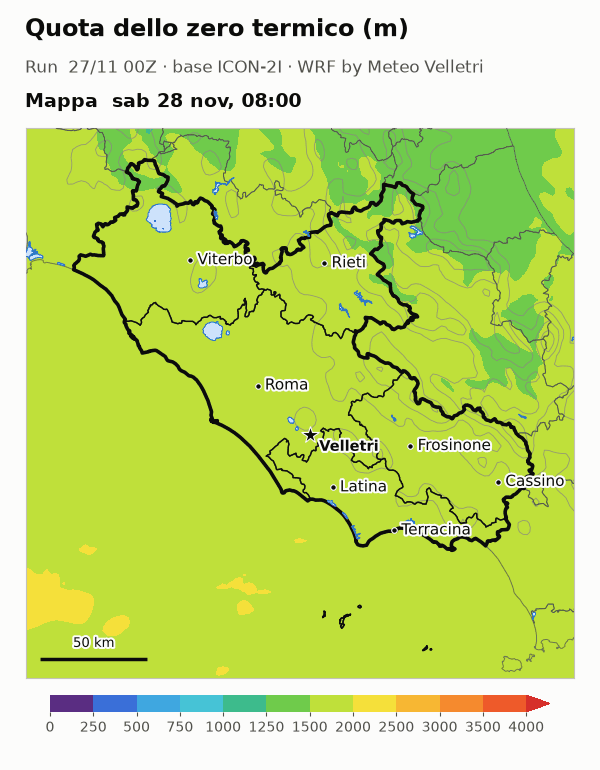 Quota dello zero termico (m)
Run  27/11 00Z · base ICON-2I · WRF by Meteo Velletri
Mappa  sab 28 nov, 08:00
Viterbo
Rieti
Roma
Velletri
Frosinone
Latina
Cassino
Terracina
50 km
0 250 500 750 1000 1250 1500 2000 2500 3000 3500 4000